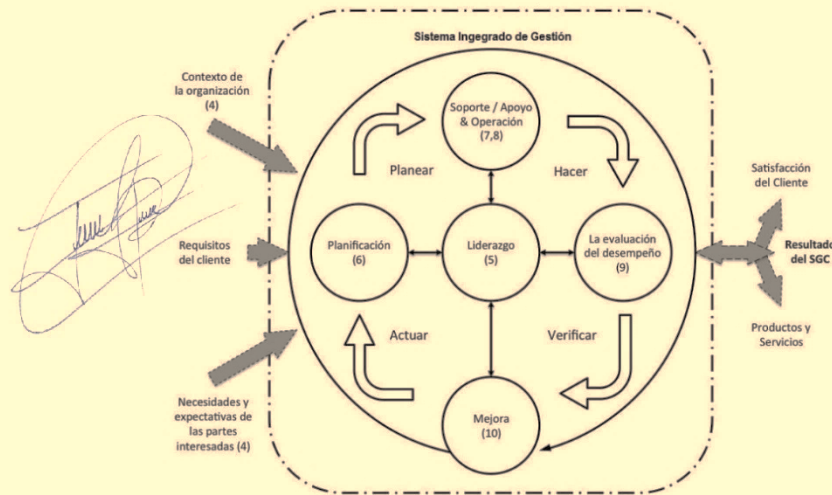 Sistema Ingegrado de Gestión
Contexto de
la organización
(4)
Soporte / Apoyo
& Operación
(7,8)
Planear
Hacer
Satisfacción
del Cliente
Requisitos
del cliente
Planificación
(6)
Liderazgo
(5)
La evaluación
del desempeño
(9)
Resultado
del SGC
Actuar
Verificar
Productos y
Servicios
Necesidades y
expectativas de
las partes
interesadas (4)
Mejora
(10)